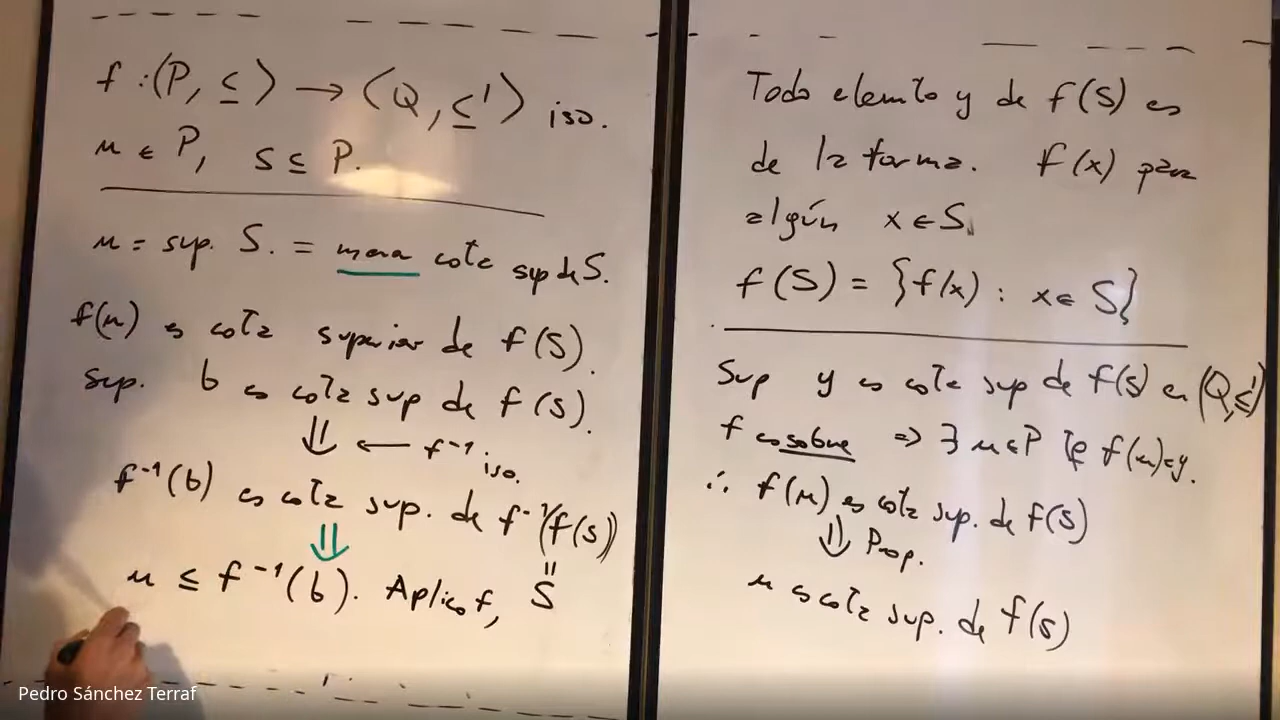 f : ⟨P, ≤⟩ → ⟨Q, ≤'⟩ iso.
u ∈ P, S ⊆ P.
u = sup. S. = menor cota sup de S.
f(u) es cota superior de f(S).
Sup. b es cota sup de f(S).
⇓ ← f⁻¹ iso.
f⁻¹(b) es cota sup. de f⁻¹(f(S))
⇓ "
u ≤ f⁻¹(b). Aplico f, S
Todo elemto y de f(S) es
de la forma. f(x) para
algún x ∈ S.
f(S) = {f(x) : x ∈ S}
Sup y es cota sup de f(S) en ⟨Q,≤'⟩
f es sobre ⇒ ∃ u ∈ P tq f(u)=y.
∴ f(u) es cota sup. de f(S)
⇓ Prop.
u es cota sup. de f(S)
Pedro Sánchez Terraf